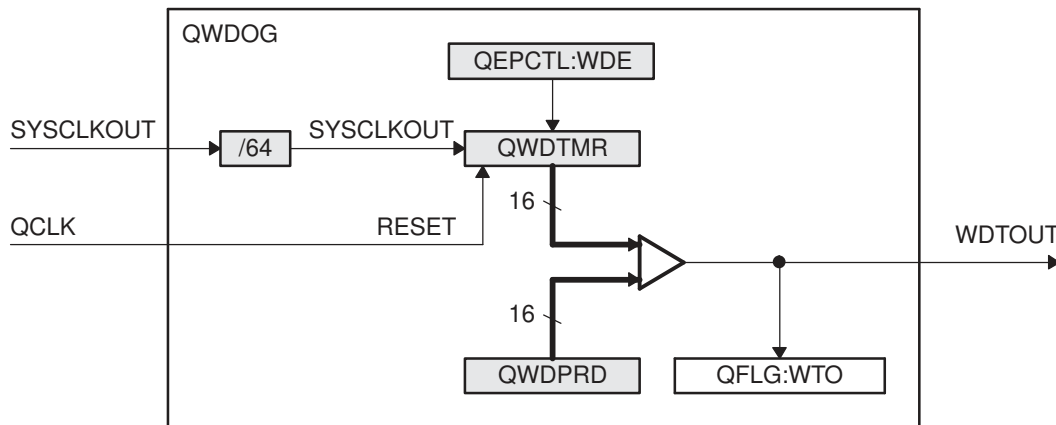 QWDOG
QEPCTL:WDE
SYSCLKOUT
/64
SYSCLKOUT
QWDTMR
16
QCLK
RESET
WDTOUT
16
QWDPRD
QFLG:WTO